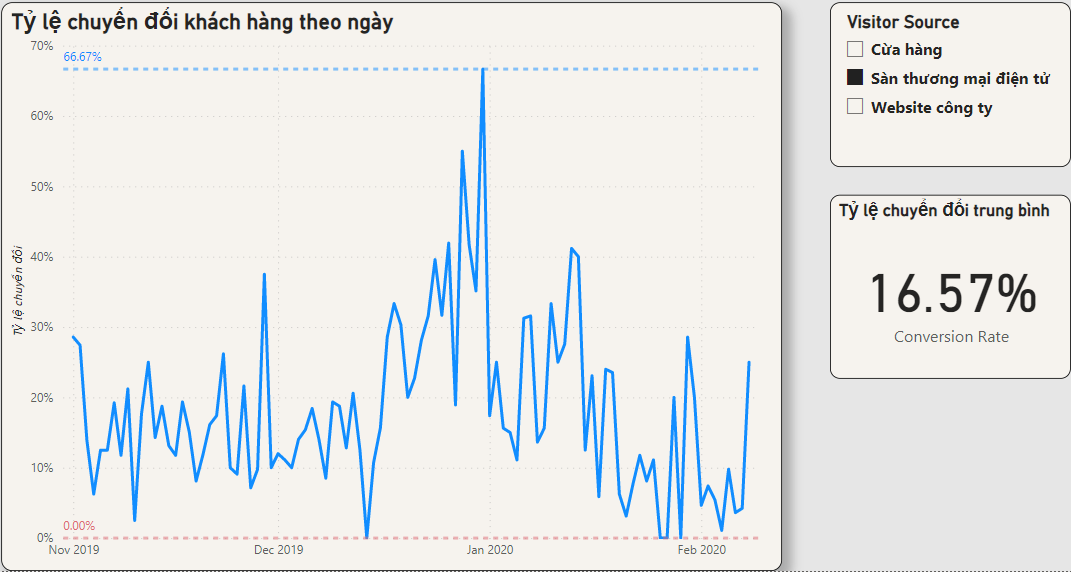 Tỷ lệ chuyển đổi khách hàng theo ngày
70%
66.67%
60%
50%
40%
30%
20%
10%
0.00%
0%
Tỷ lệ chuyển đổi
Nov 2019
Dec 2019
Jan 2020
Feb 2020
Visitor Source
Cửa hàng
Sàn thương mại điện tử
Website công ty
Tỷ lệ chuyển đổi trung bình
16.57%
Conversion Rate